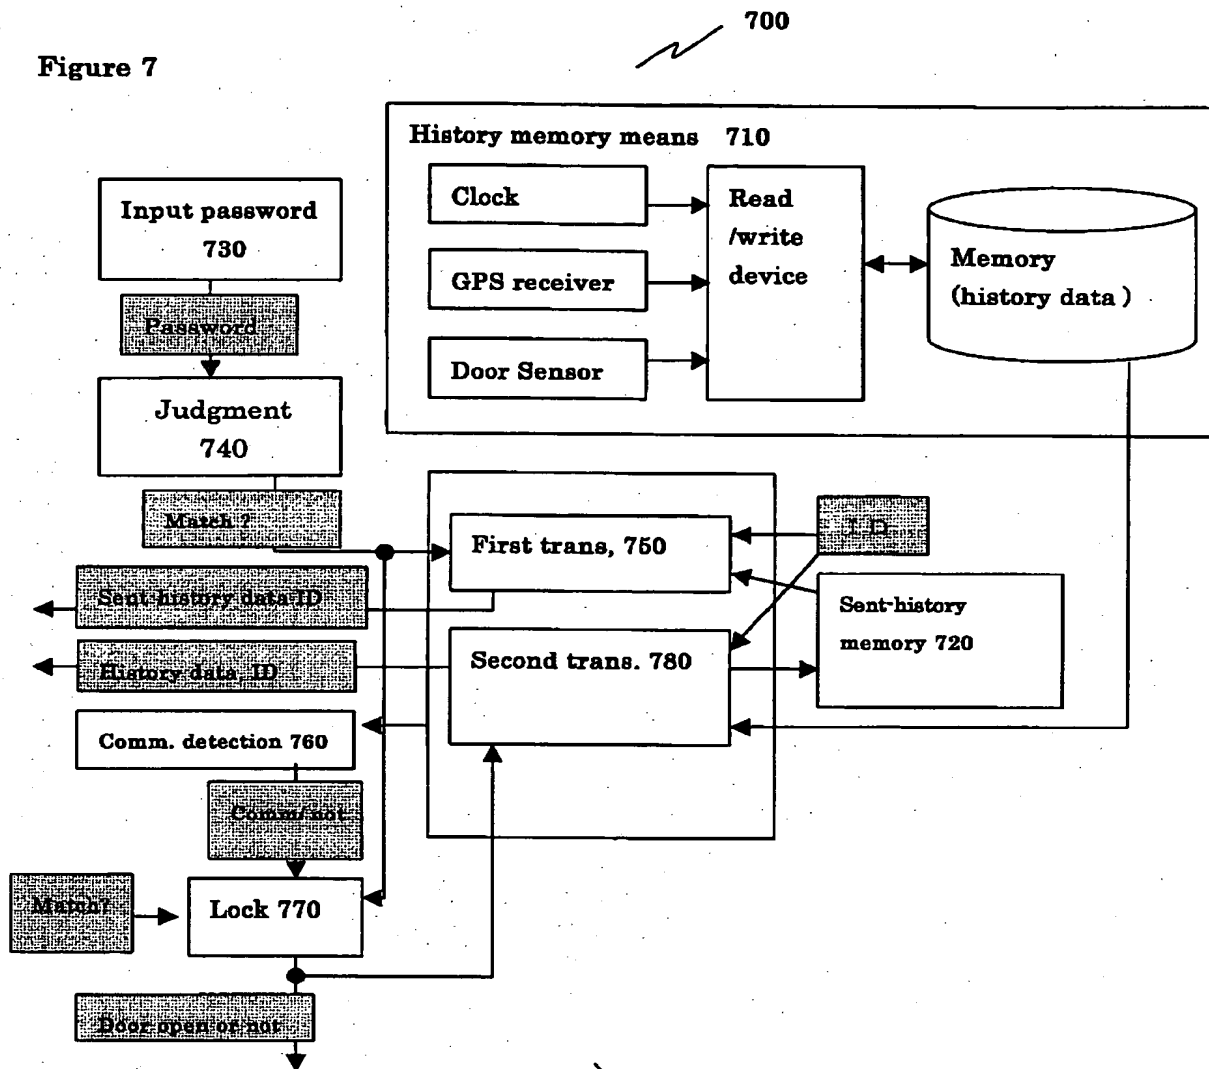 700
Figure 7
History memory means 710
Clock
GPS receiver
Door Sensor
Read
/write
device
Memory
(history data )
Input password
730
Password
Judgment
740
Match ?
First trans, 750
I D
Sent-history data ID
Sent-history
memory 720
Second trans. 780
History data, ID
Comm. detection 760
Comm/ not
Match?
Lock 770
Door open or not